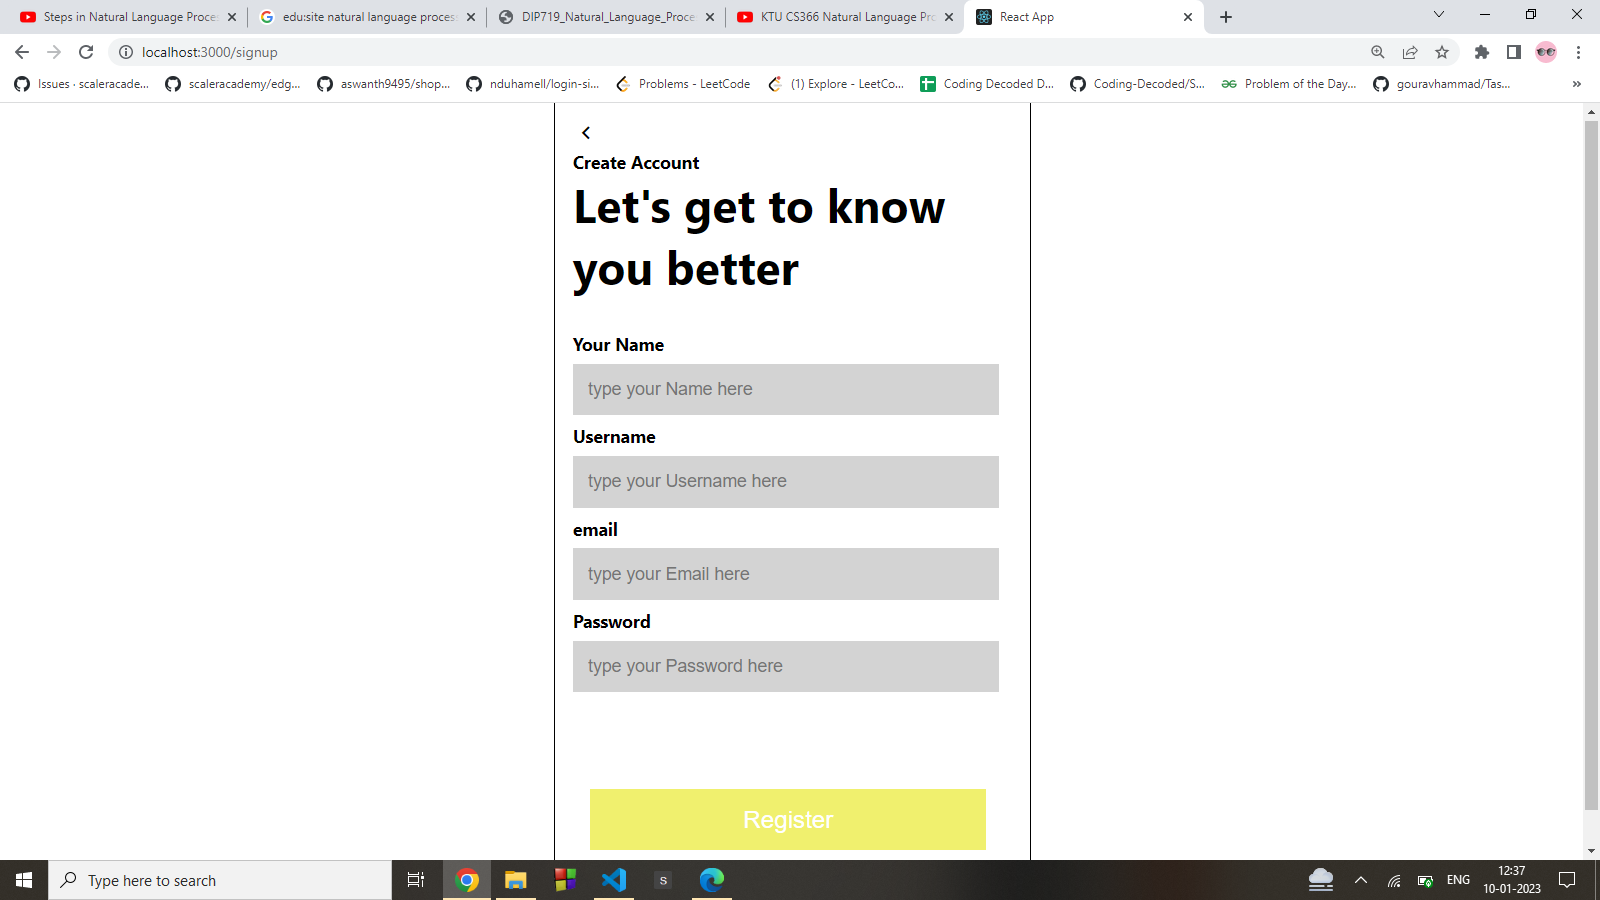 Steps in Natural Language Proces
edu:site natural language process
DIP719_Natural_Language_Proces
KTU CS366 Natural Language Pro
React App
localhost:3000/signup
Issues · scaleracade...
scaleracademy/edg...
aswanth9495/shop...
nduhamell/login-si...
Problems - LeetCode
(1) Explore - LeetCo...
Coding Decoded D...
Coding-Decoded/S...
Problem of the Day...
gouravhammad/Tas...
»
Create Account
Let's get to know
you better
Your Name
type your Name here
Username
type your Username here
email
type your Email here
Password
type your Password here
Register
Type here to search
S
ENG
12:37
10-01-2023